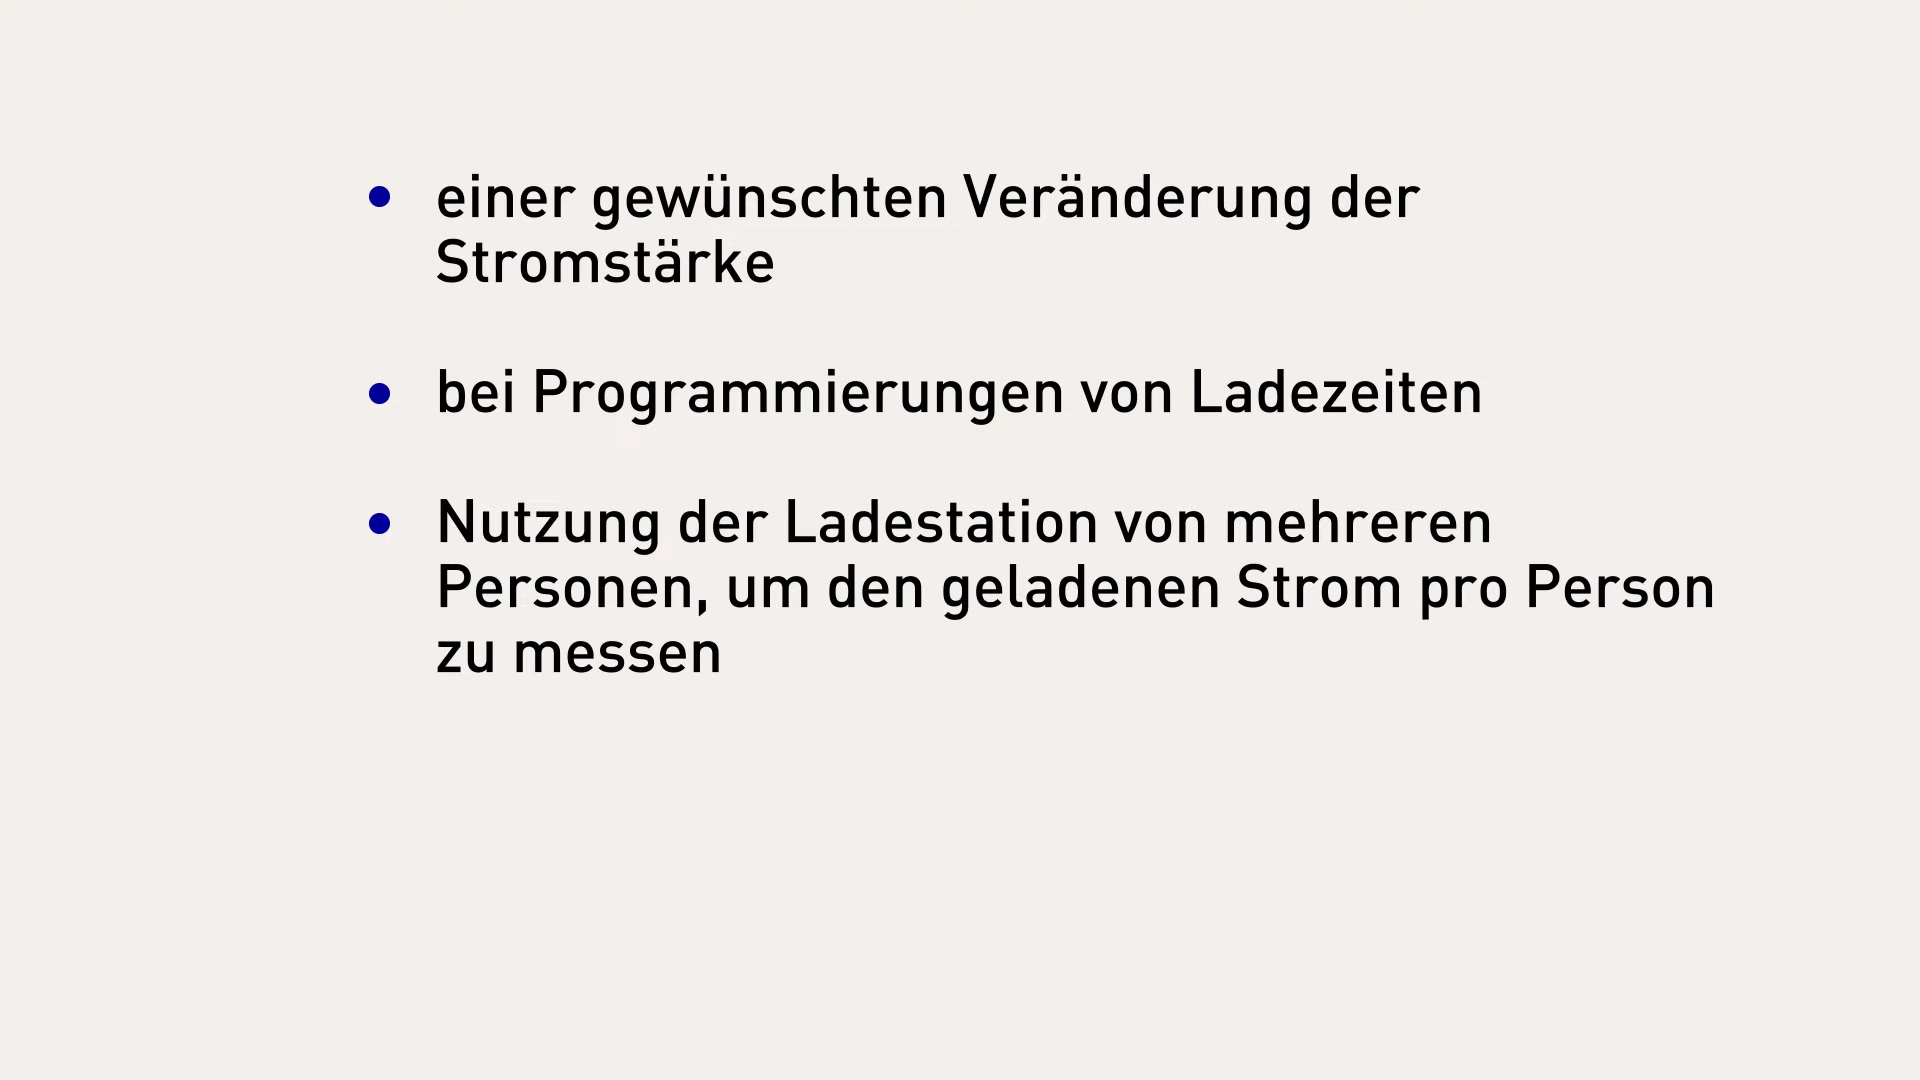 • einer gewünschten Veränderung der
Stromstärke
• bei Programmierungen von Ladezeiten
• Nutzung der Ladestation von mehreren
Personen, um den geladenen Strom pro Person
zu messen